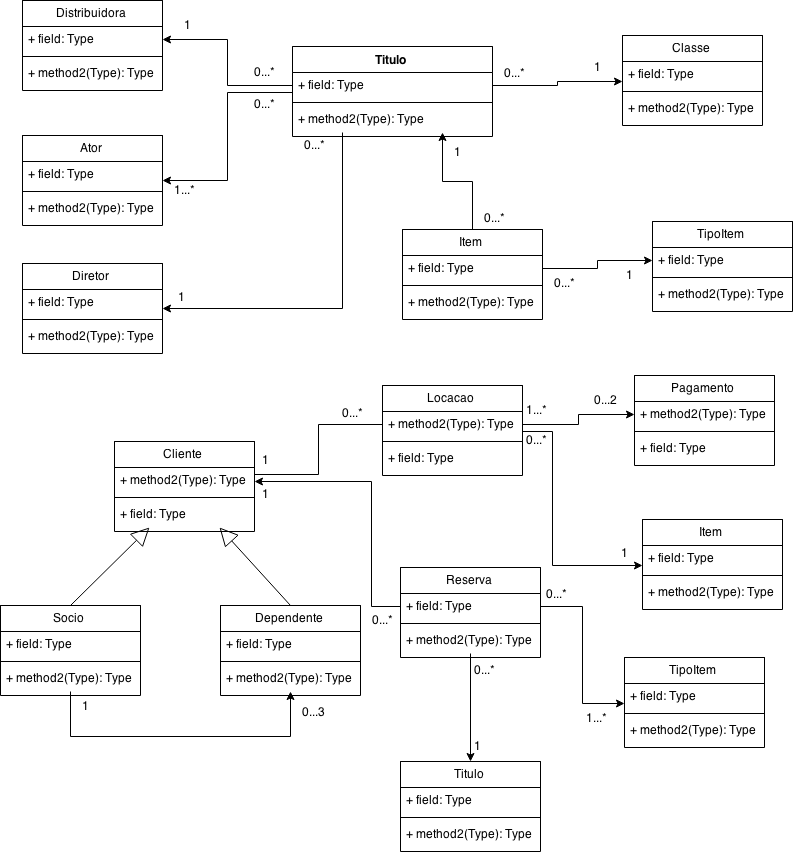 Distribuidora
+ field: Type
+ method2(Type): Type
1
0...*
Titulo
+ field: Type
+ method2(Type): Type
0...*
1
Classe
+ field: Type
+ method2(Type): Type
0...*
Ator
+ field: Type
+ method2(Type): Type
1...*
0...*
1
0...*
Item
+ field: Type
+ method2(Type): Type
0...*
1
TipoItem
+ field: Type
+ method2(Type): Type
Diretor
+ field: Type
+ method2(Type): Type
1
Locacao
+ method2(Type): Type
+ field: Type
0...*
1...*
0...*
0...2
Pagamento
+ method2(Type): Type
+ field: Type
Cliente
+ method2(Type): Type
+ field: Type
1
1
1
Item
+ field: Type
+ method2(Type): Type
Reserva
+ field: Type
+ method2(Type): Type
0...*
0...*
0...*
Socio
+ field: Type
+ method2(Type): Type
1
Dependente
+ field: Type
+ method2(Type): Type
0...3
1...*
TipoItem
+ field: Type
+ method2(Type): Type
1
Titulo
+ field: Type
+ method2(Type): Type